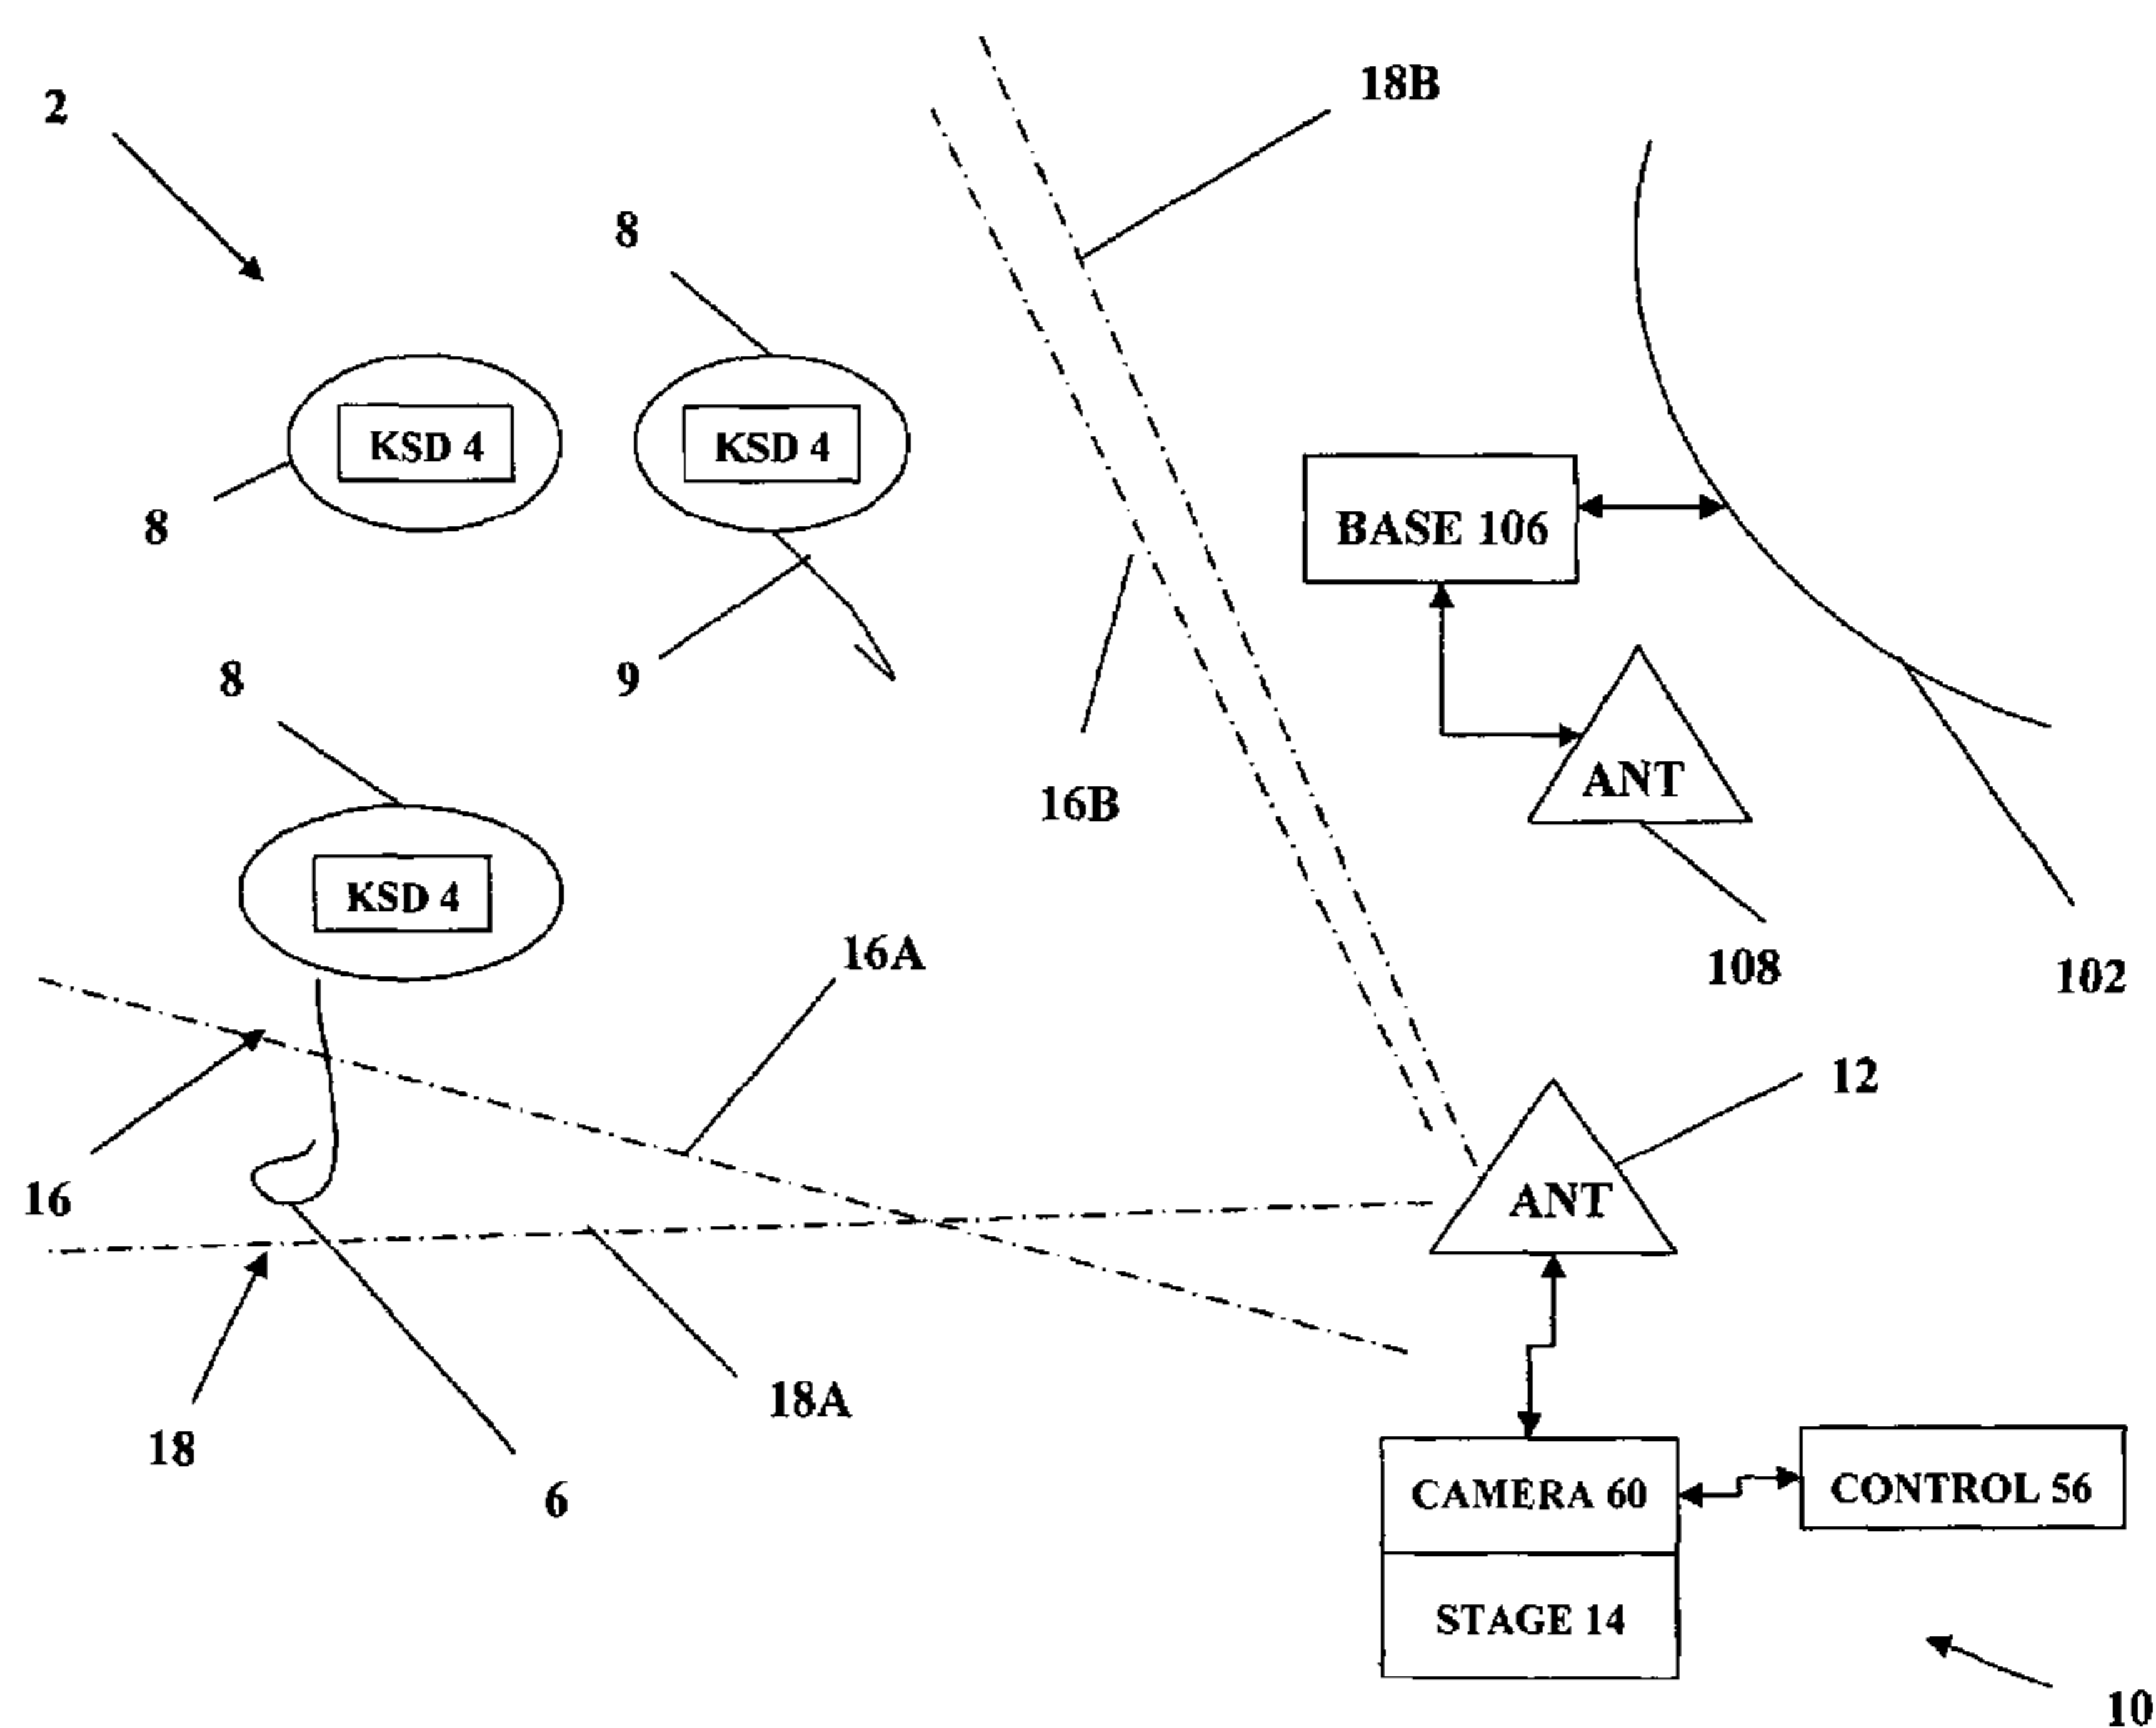 18B
2
8
KSD 4
KSD 4
8
BASE 106
9
8
ANT
16B
KSD 4
16A
108
102
12
16
ANT
18A
18
6
CAMERA 60
CONTROL 56
STAGE 14
10